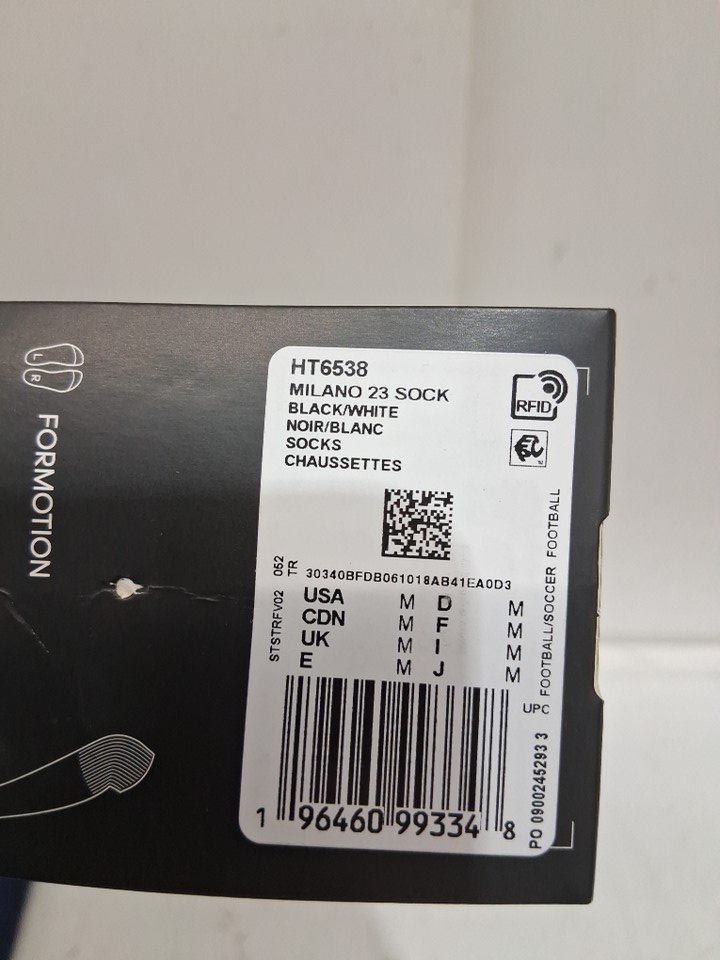 L R
FORMOTION
HT6538
MILANO 23 SOCK
BLACK/WHITE
NOIR/BLANC
SOCKS
CHAUSSETTES
RFID
052
TR
30340BFDB061018AB41EA0D3
STSTRFV02
USA M D M
CDN M F M
UK M I M
E M J M
FOOTBALL/SOCCER FOOTBALL
UPC
PO 0900245293 3
1 96460 99334 8